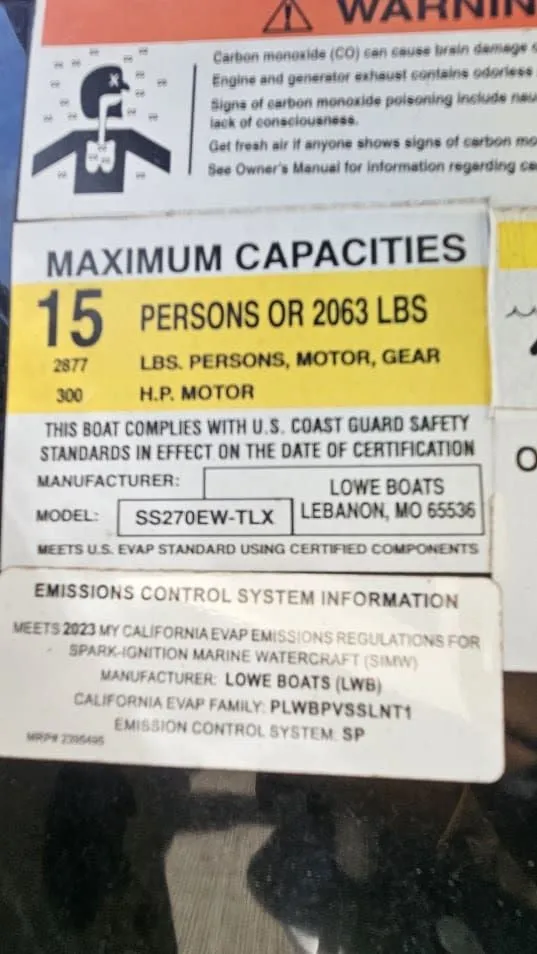 WARNIN
Carbon monoxide (CO) can cause brain damage
Engine and generator exhaust contains odorless
Signs of carbon monoxide poisoning include nau
lack of consciousness.
Get fresh air if anyone shows signs of carbon mo
See Owner's Manual for information regarding ca
MAXIMUM CAPACITIES
15 PERSONS OR 2063 LBS
2877 LBS. PERSONS, MOTOR, GEAR
300 H.P. MOTOR
THIS BOAT COMPLIES WITH U.S. COAST GUARD SAFETY
STANDARDS IN EFFECT ON THE DATE OF CERTIFICATION
MANUFACTURER: LOWE BOATS
MODEL: SS270EW-TLX LEBANON, MO 65536
MEETS U.S. EVAP STANDARD USING CERTIFIED COMPONENTS
EMISSIONS CONTROL SYSTEM INFORMATION
MEETS 2023 MY CALIFORNIA EVAP EMISSIONS REGULATIONS FOR
SPARK-IGNITION MARINE WATERCRAFT (SIMW)
MANUFACTURER: LOWE BOATS (LWB)
CALIFORNIA EVAP FAMILY: PLWBPVSSLNT1
EMISSION CONTROL SYSTEM: SP
MRP# 2395495